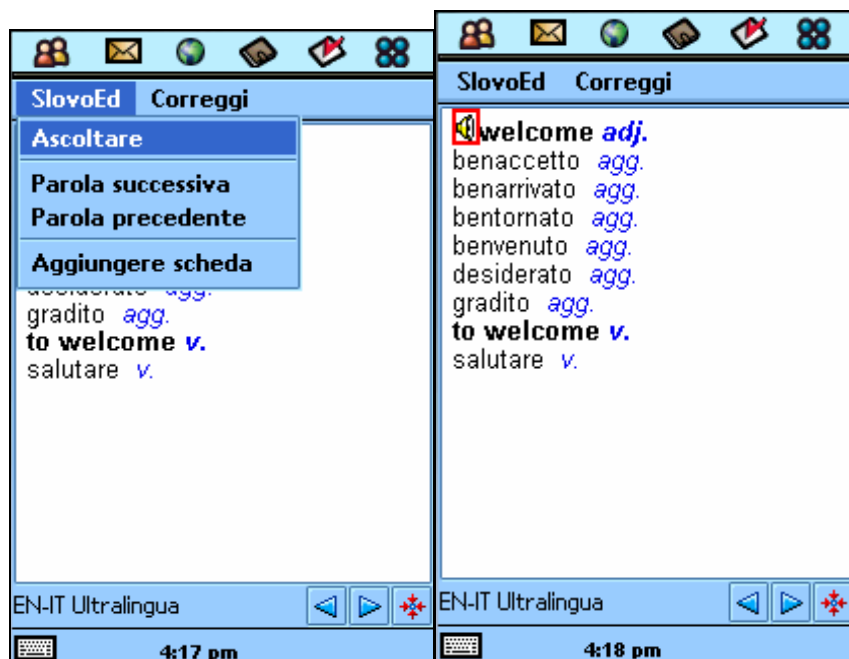 SlovoEd Correggi
Ascoltare
Parola successiva
Parola precedente
Aggiungere scheda
desiderato agg.
gradito agg.
to welcome v.
salutare v.
EN-IT Ultralingua
4:17 pm
SlovoEd Correggi
welcome adj.
benaccetto agg.
benarrivato agg.
bentornato agg.
benvenuto agg.
desiderato agg.
gradito agg.
to welcome v.
salutare v.
EN-IT Ultralingua
4:18 pm